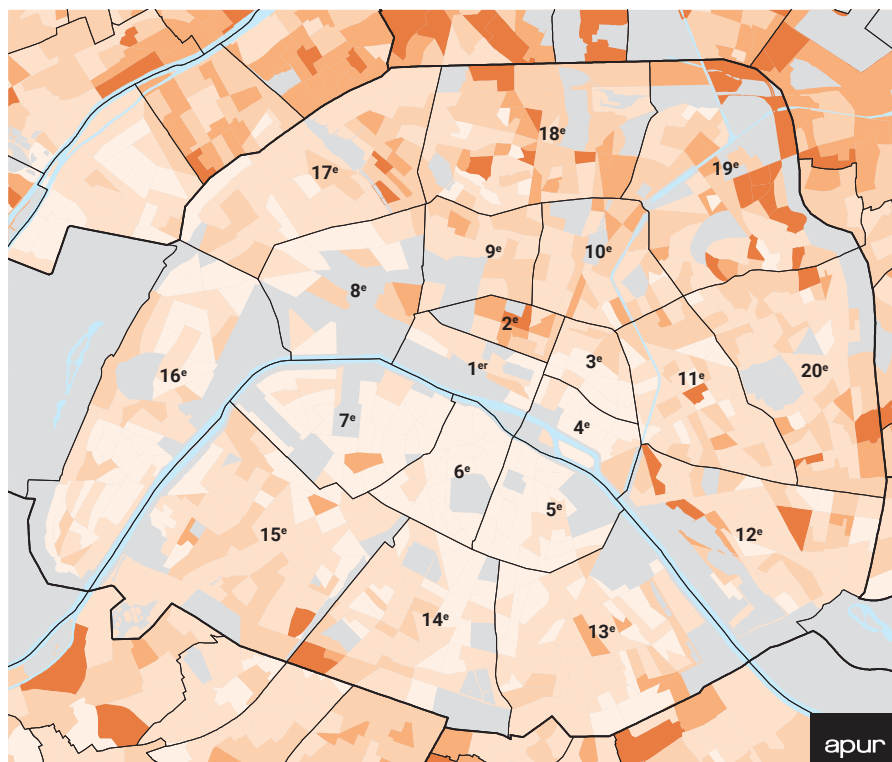 18ᵉ
17ᵉ
19ᵉ
9ᵉ
10ᵉ
8ᵉ
2ᵉ
1ᵉʳ
3ᵉ
16ᵉ
11ᵉ
20ᵉ
7ᵉ
4ᵉ
6ᵉ
5ᵉ
15ᵉ
12ᵉ
14ᵉ
13ᵉ
apur